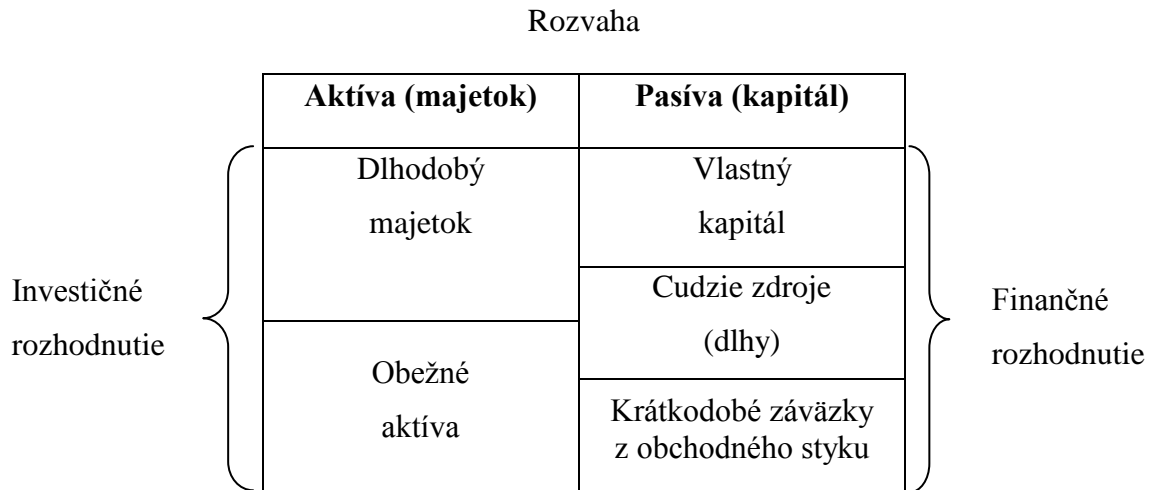 Rozvaha
Aktíva (majetok)
Pasíva (kapitál)
Dlhodobý
majetok
Vlastný
kapitál
Investičné
rozhodnutie
Cudzie zdroje
(dlhy)
Finančné
rozhodnutie
Obežné
aktíva
Krátkodobé záväzky
z obchodného styku